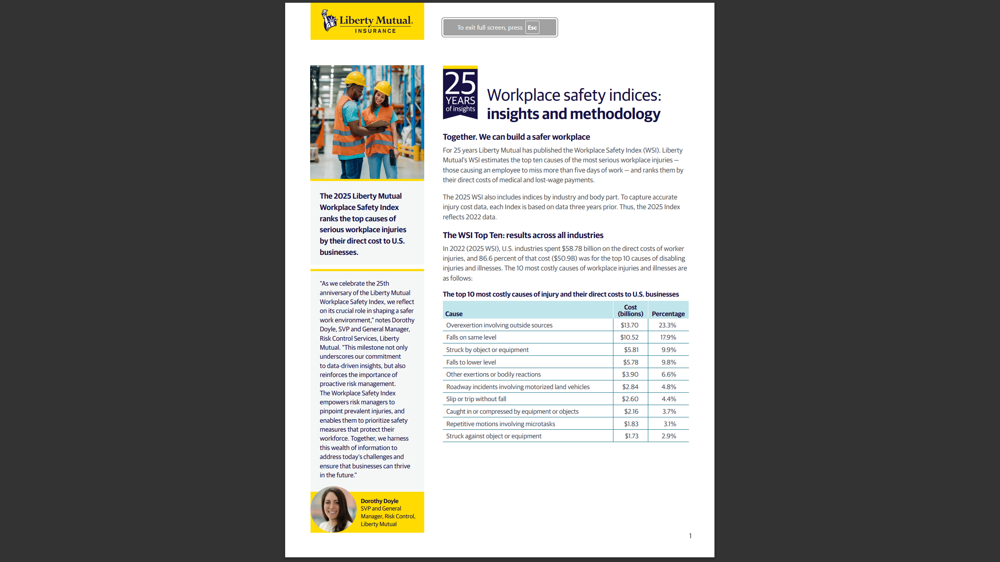 Liberty Mutual®
INSURANCE
To exit full screen, press Esc
The 2025 Liberty Mutual
Workplace Safety Index
ranks the top causes of
serious workplace injuries
by their direct cost to U.S.
businesses.
“As we celebrate the 25th
anniversary of the Liberty Mutual
Workplace Safety Index, we reflect
on its crucial role in shaping a safer
work environment,” notes Dorothy
Doyle, SVP and General Manager,
Risk Control Services, Liberty
Mutual. “This milestone not only
underscores our commitment
to data-driven insights, but also
reinforces the importance of
proactive risk management.
The Workplace Safety Index
empowers risk managers to
pinpoint prevalent injuries, and
enables them to prioritize safety
measures that protect their
workforce. Together, we harness
this wealth of information to
address today’s challenges and
ensure that businesses can thrive
in the future.”
Dorothy Doyle
SVP and General
Manager, Risk Control,
Liberty Mutual
25
YEARS
of insights
Workplace safety indices:
insights and methodology
Together. We can build a safer workplace
For 25 years Liberty Mutual has published the Workplace Safety Index (WSI). Liberty
Mutual’s WSI estimates the top ten causes of the most serious workplace injuries —
those causing an employee to miss more than five days of work — and ranks them by
their direct costs of medical and lost-wage payments.
The 2025 WSI also includes indices by industry and body part. To capture accurate
injury cost data, each Index is based on data three years prior. Thus, the 2025 Index
reflects 2022 data.
The WSI Top Ten: results across all industries
In 2022 (2025 WSI), U.S. industries spent $58.78 billion on the direct costs of worker
injuries, and 86.6 percent of that cost ($50.9B) was for the top 10 causes of disabling
injuries and illnesses. The 10 most costly causes of workplace injuries and illnesses are
as follows:
The top 10 most costly causes of injury and their direct costs to U.S. businesses
Cause Cost (billions) Percentage
Overexertion involving outside sources $13.70 23.3%
Falls on same level $10.52 17.9%
Struck by object or equipment $5.81 9.9%
Falls to lower level $5.78 9.8%
Other exertions or bodily reactions $3.90 6.6%
Roadway incidents involving motorized land vehicles $2.84 4.8%
Slip or trip without fall $2.60 4.4%
Caught in or compressed by equipment or objects $2.16 3.7%
Repetitive motions involving microtasks $1.83 3.1%
Struck against object or equipment $1.73 2.9%
1